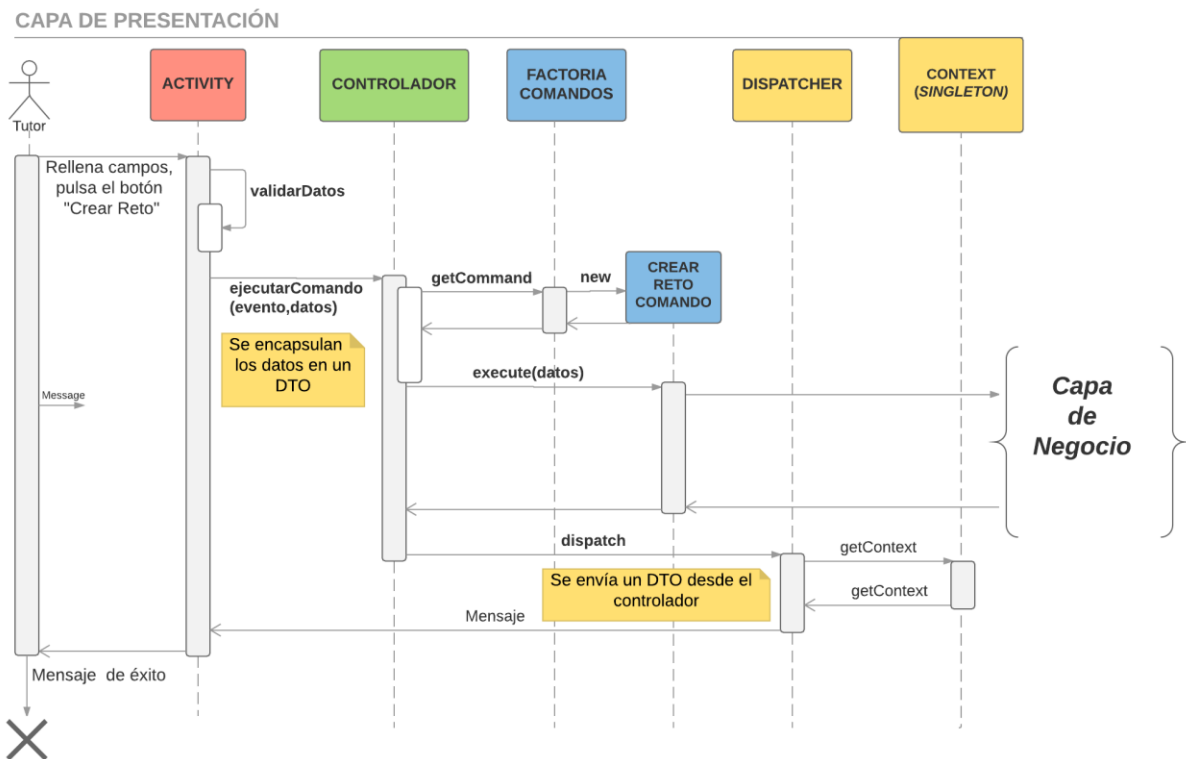 CAPA DE PRESENTACIÓN
Tutor
ACTIVITY
CONTROLADOR
FACTORIA
COMANDOS
DISPATCHER
CONTEXT
(SINGLETON)
Rellena campos,
pulsa el botón
"Crear Reto"
validarDatos
ejecutarComando
(evento,datos)
getCommand
new
CREAR
RETO
COMANDO
Se encapsulan
los datos en un
DTO
Message
execute(datos)
Capa
de
Negocio
dispatch
getContext
Se envía un DTO desde el
controlador
getContext
Mensaje
Mensaje de éxito